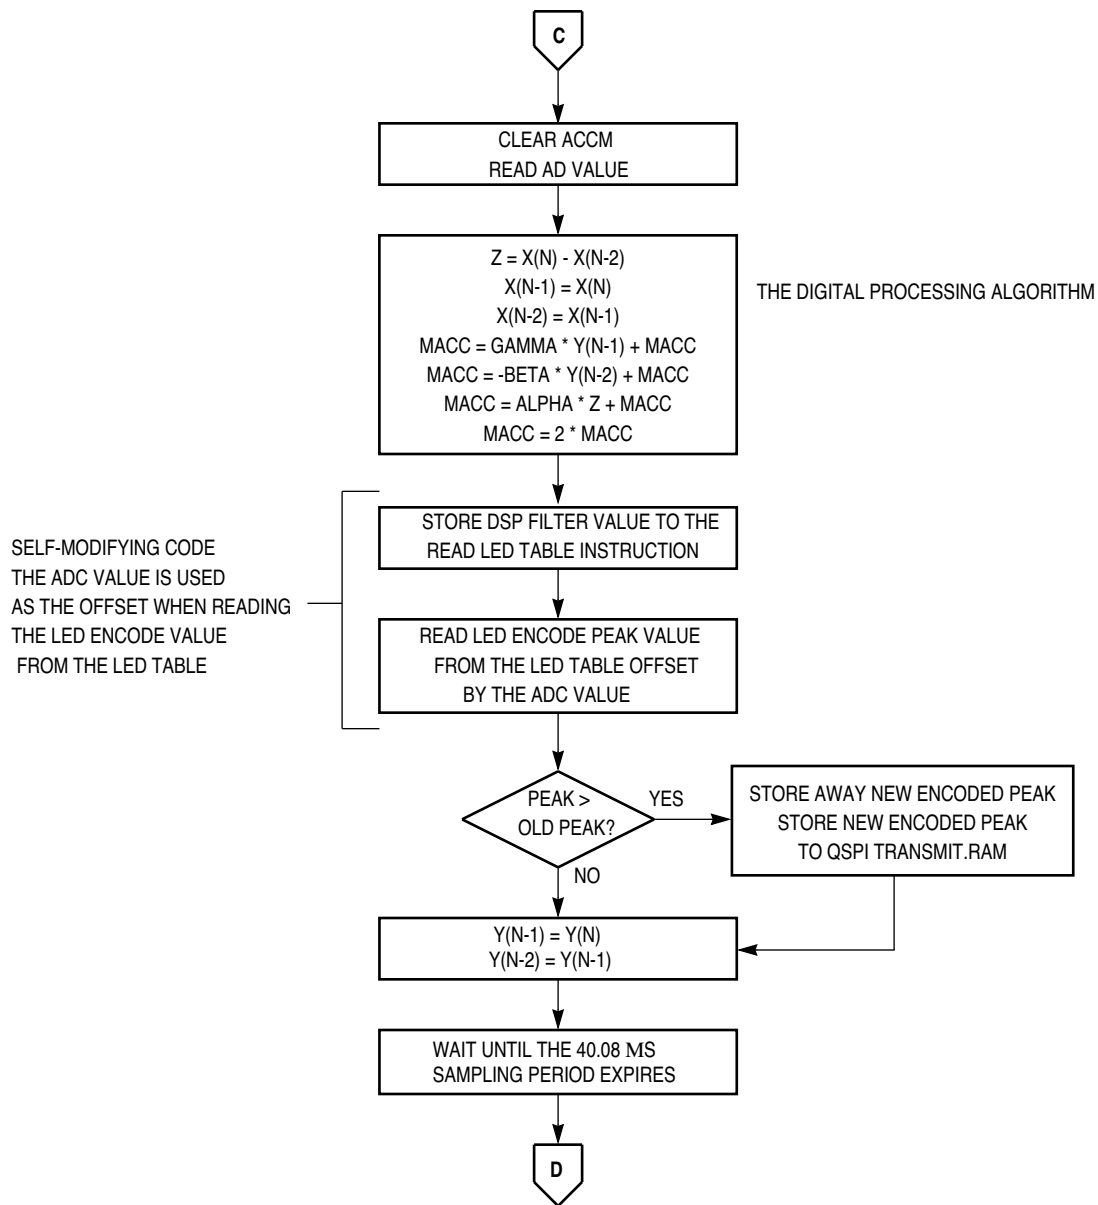 C
CLEAR ACCM
READ AD VALUE
Z = X(N) - X(N-2)
X(N-1) = X(N)
X(N-2) = X(N-1)
MACC = GAMMA * Y(N-1) + MACC
MACC = -BETA * Y(N-2) + MACC
MACC = ALPHA * Z + MACC
MACC = 2 * MACC
THE DIGITAL PROCESSING ALGORITHM
STORE DSP FILTER VALUE TO THE
READ LED TABLE INSTRUCTION
SELF-MODIFYING CODE
THE ADC VALUE IS USED
AS THE OFFSET WHEN READING
THE LED ENCODE VALUE
FROM THE LED TABLE
READ LED ENCODE PEAK VALUE
FROM THE LED TABLE OFFSET
BY THE ADC VALUE
PEAK >
OLD PEAK?
YES
NO
STORE AWAY NEW ENCODED PEAK
STORE NEW ENCODED PEAK
TO QSPI TRANSMIT.RAM
Y(N-1) = Y(N)
Y(N-2) = Y(N-1)
WAIT UNTIL THE 40.08 MS
SAMPLING PERIOD EXPIRES
D